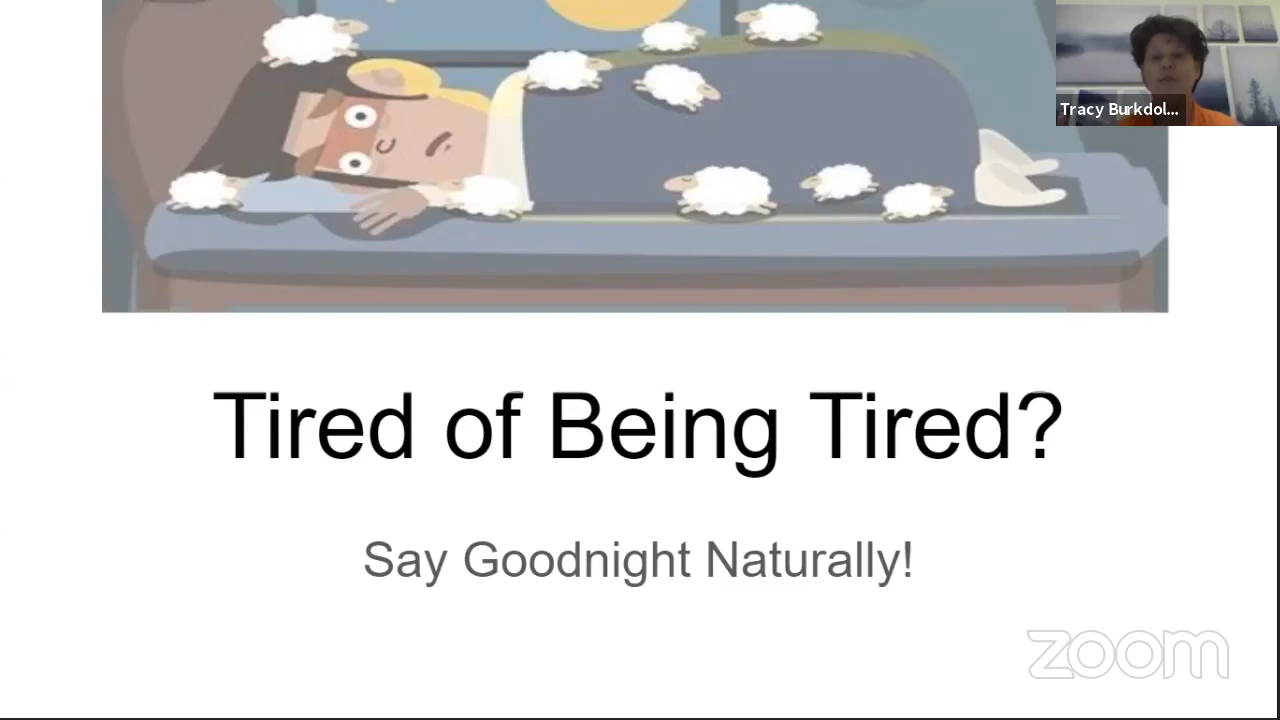 Tracy Burkdol...
Tired of Being Tired?
Say Goodnight Naturally!
zoom